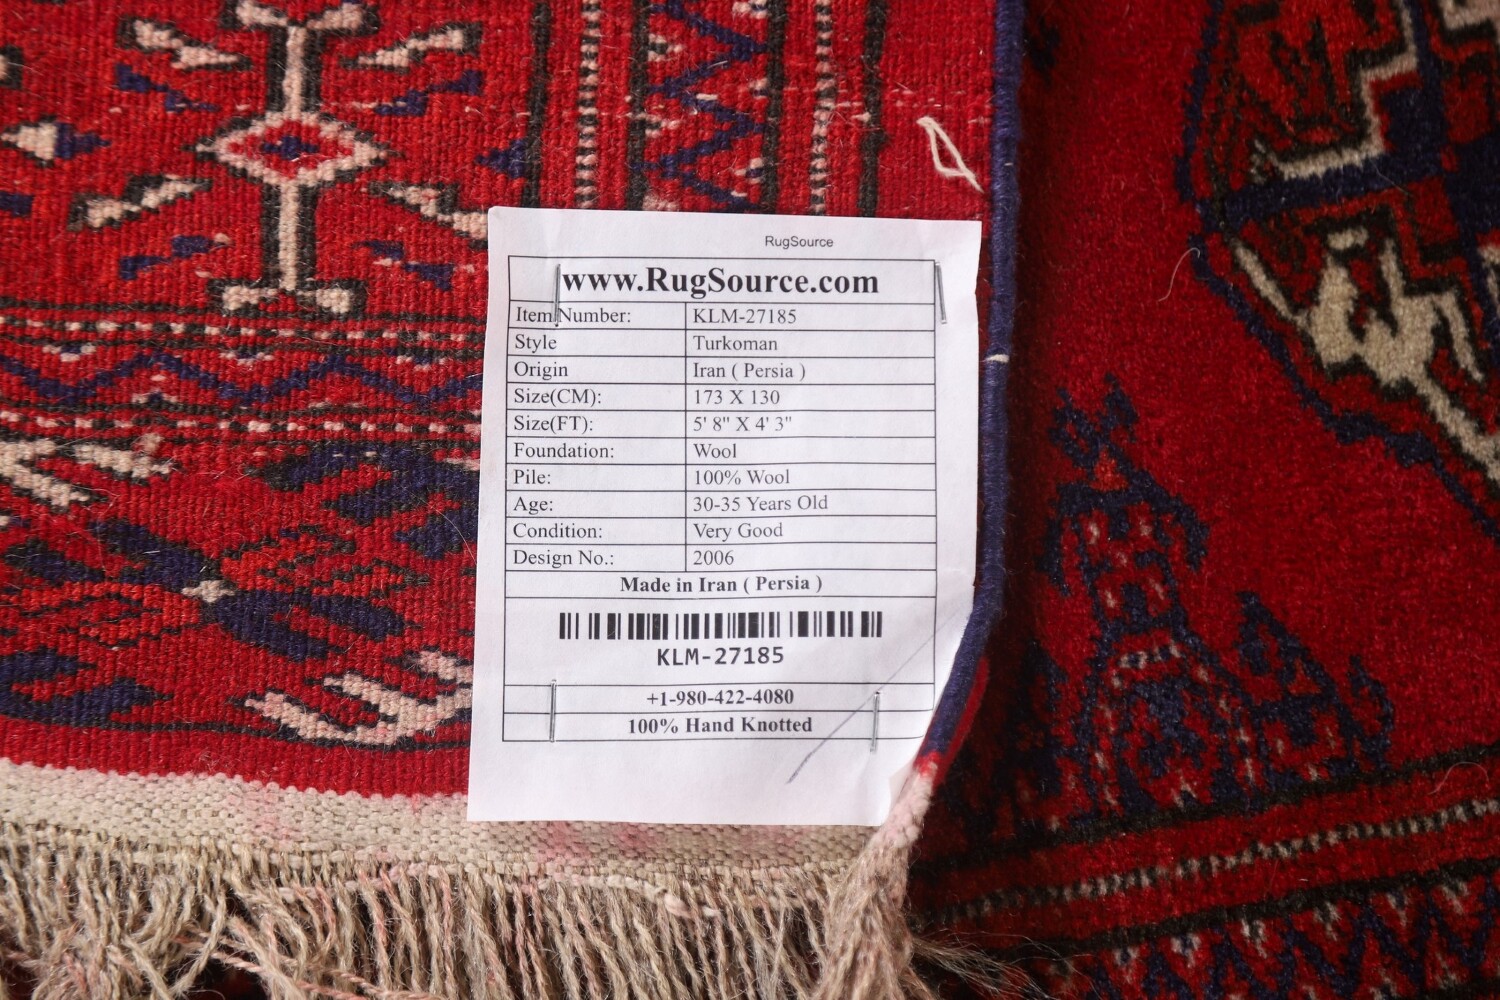 RugSource
www.RugSource.com
Item Number: KLM-27185
Style Turkoman
Origin Iran ( Persia )
Size(CM): 173 X 130
Size(FT): 5' 8" X 4' 3"
Foundation: Wool
Pile: 100% Wool
Age: 30-35 Years Old
Condition: Very Good
Design No.: 2006
Made in Iran ( Persia )
KLM-27185
+1-980-422-4080
100% Hand Knotted